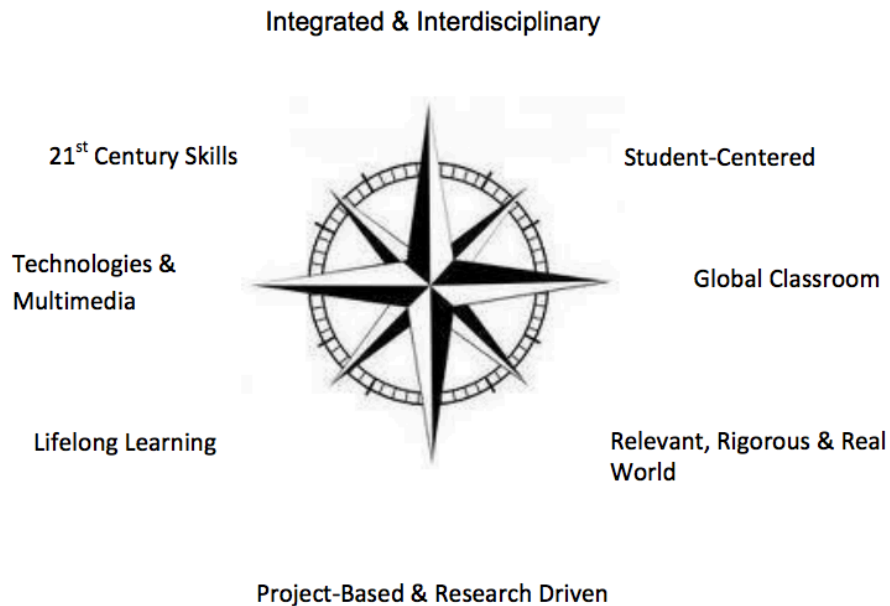 Integrated & Interdisciplinary
21st Century Skills
Student-Centered
Technologies &
Multimedia
Global Classroom
Lifelong Learning
Relevant, Rigorous & Real
World
Project-Based & Research Driven